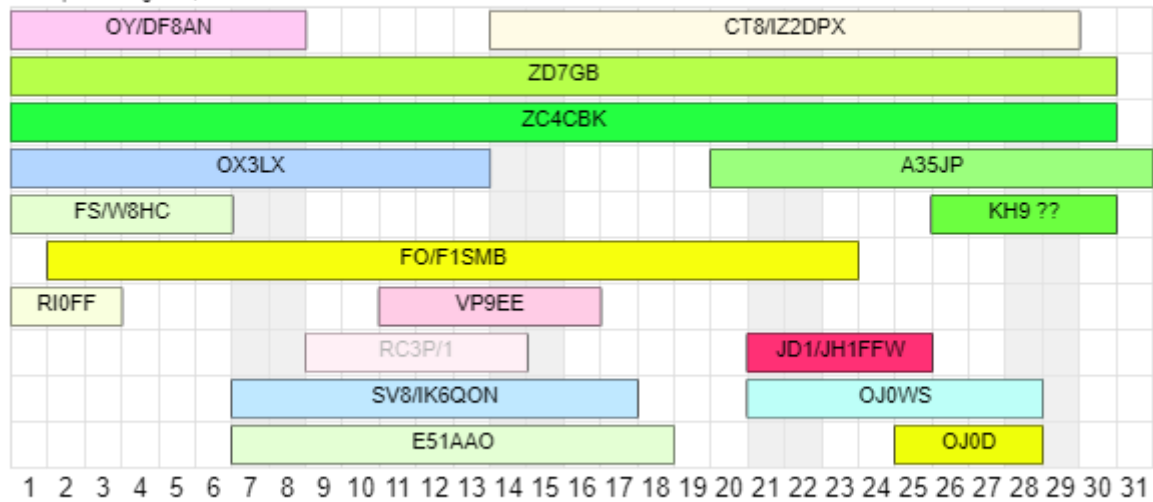 OY/DF8AN CT8/IZ2DPX
ZD7GB
ZC4CBK
OX3LX A35JP
FS/W8HC KH9 ??
FO/F1SMB
RI0FF VP9EE
RC3P/1 JD1/JH1FFW
SV8/IK6QON OJ0WS
E51AAO OJ0D
1 2 3 4 5 6 7 8 9 10 11 12 13 14 15 16 17 18 19 20 21 22 23 24 25 26 27 28 29 30 31